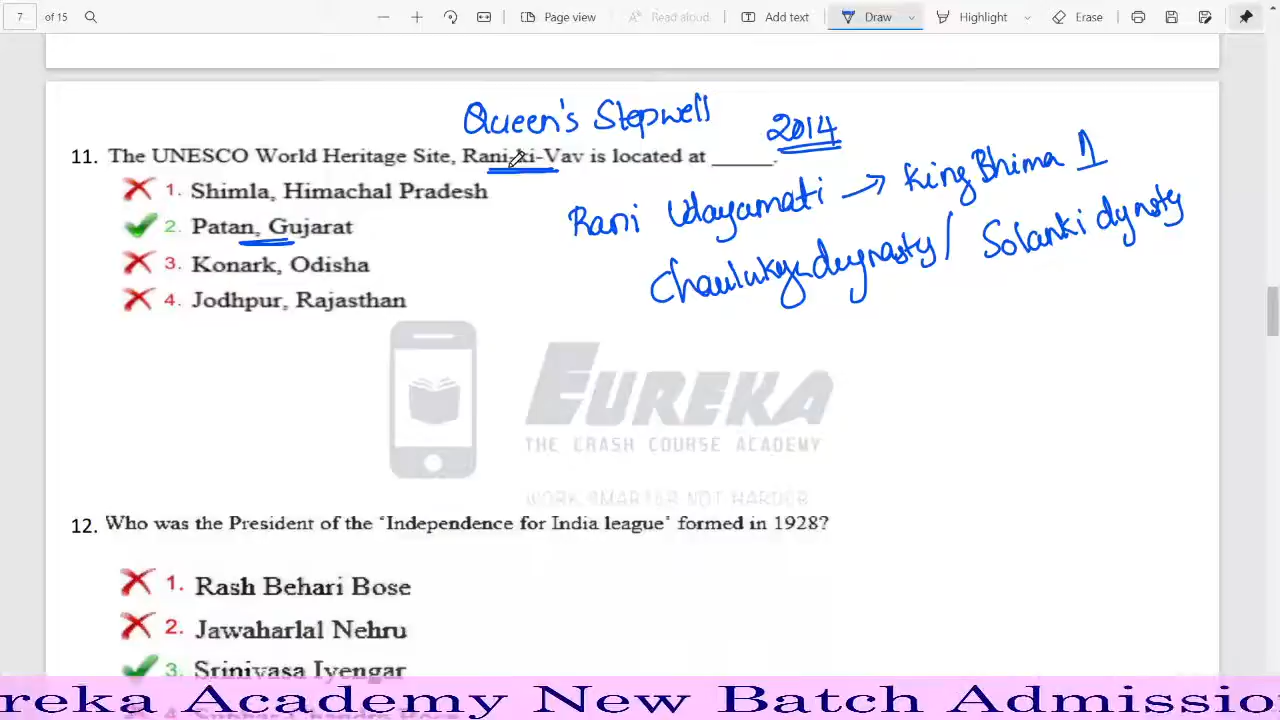 7 of 15 Page view Read aloud Add text Draw Highlight Erase
Queen's Stepwell
2014
11. The UNESCO World Heritage Site, Rani-ki-Vav is located at _____.
1. Shimla, Himachal Pradesh
2. Patan, Gujarat
3. Konark, Odisha
4. Jodhpur, Rajasthan
Rani Udayamati → King Bhima 1
Chaulukya dynasty / Solanki dynasty
EUREKA
THE CRASH COURSE ACADEMY
WORK SMARTER NOT HARDER
12. Who was the President of the "Independence for India league" formed in 1928?
1. Rash Behari Bose
2. Jawaharlal Nehru
3. Srinivasa Iyengar
ureka Academy New Batch Admissio